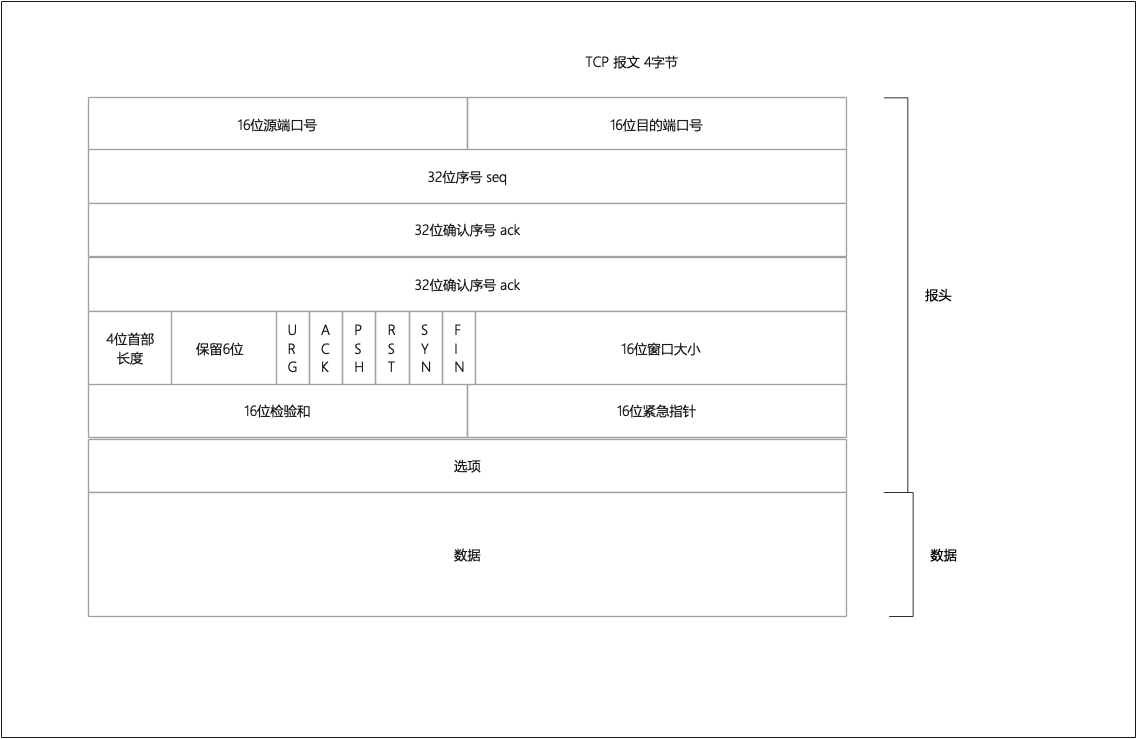 TCP 报文 4字节
16位源端口号
16位目的端口号
32位序号 seq
32位确认序号 ack
32位确认序号 ack
报头
4位首部
长度
保留6位
URG
ACK
PSH
RST
SYN
FIN
16位窗口大小
16位检验和
16位紧急指针
选项
数据
数据